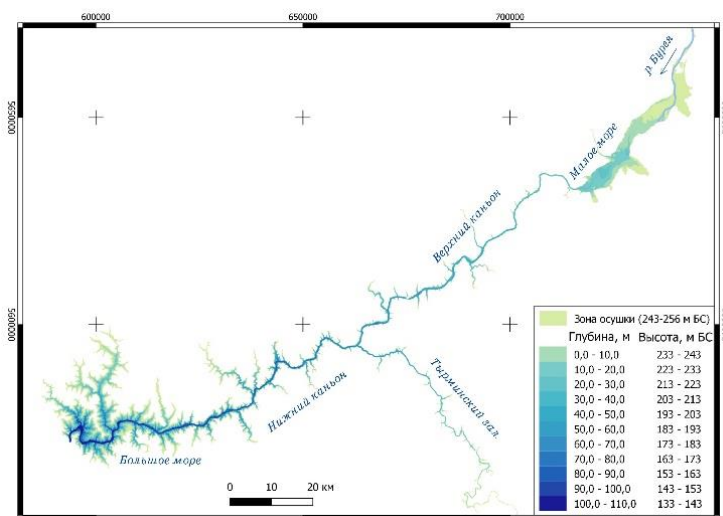 600000
650000
700000
р. Бурея
Малое море
Верхний каньон
Нижний каньон
Тырминский зал.
Большое море
0 10 20 км
Зона осушки (243-256 м БС)
Глубина, м Высота, м БС
0,0 - 10,0 233 - 243
10,0 - 20,0 223 - 233
20,0 - 30,0 213 - 223
30,0 - 40,0 203 - 213
40,0 - 50,0 193 - 203
50,0 - 60,0 183 - 193
60,0 - 70,0 173 - 183
70,0 - 80,0 163 - 173
80,0 - 90,0 153 - 163
90,0 - 100,0 143 - 153
100,0 - 110,0 133 - 143